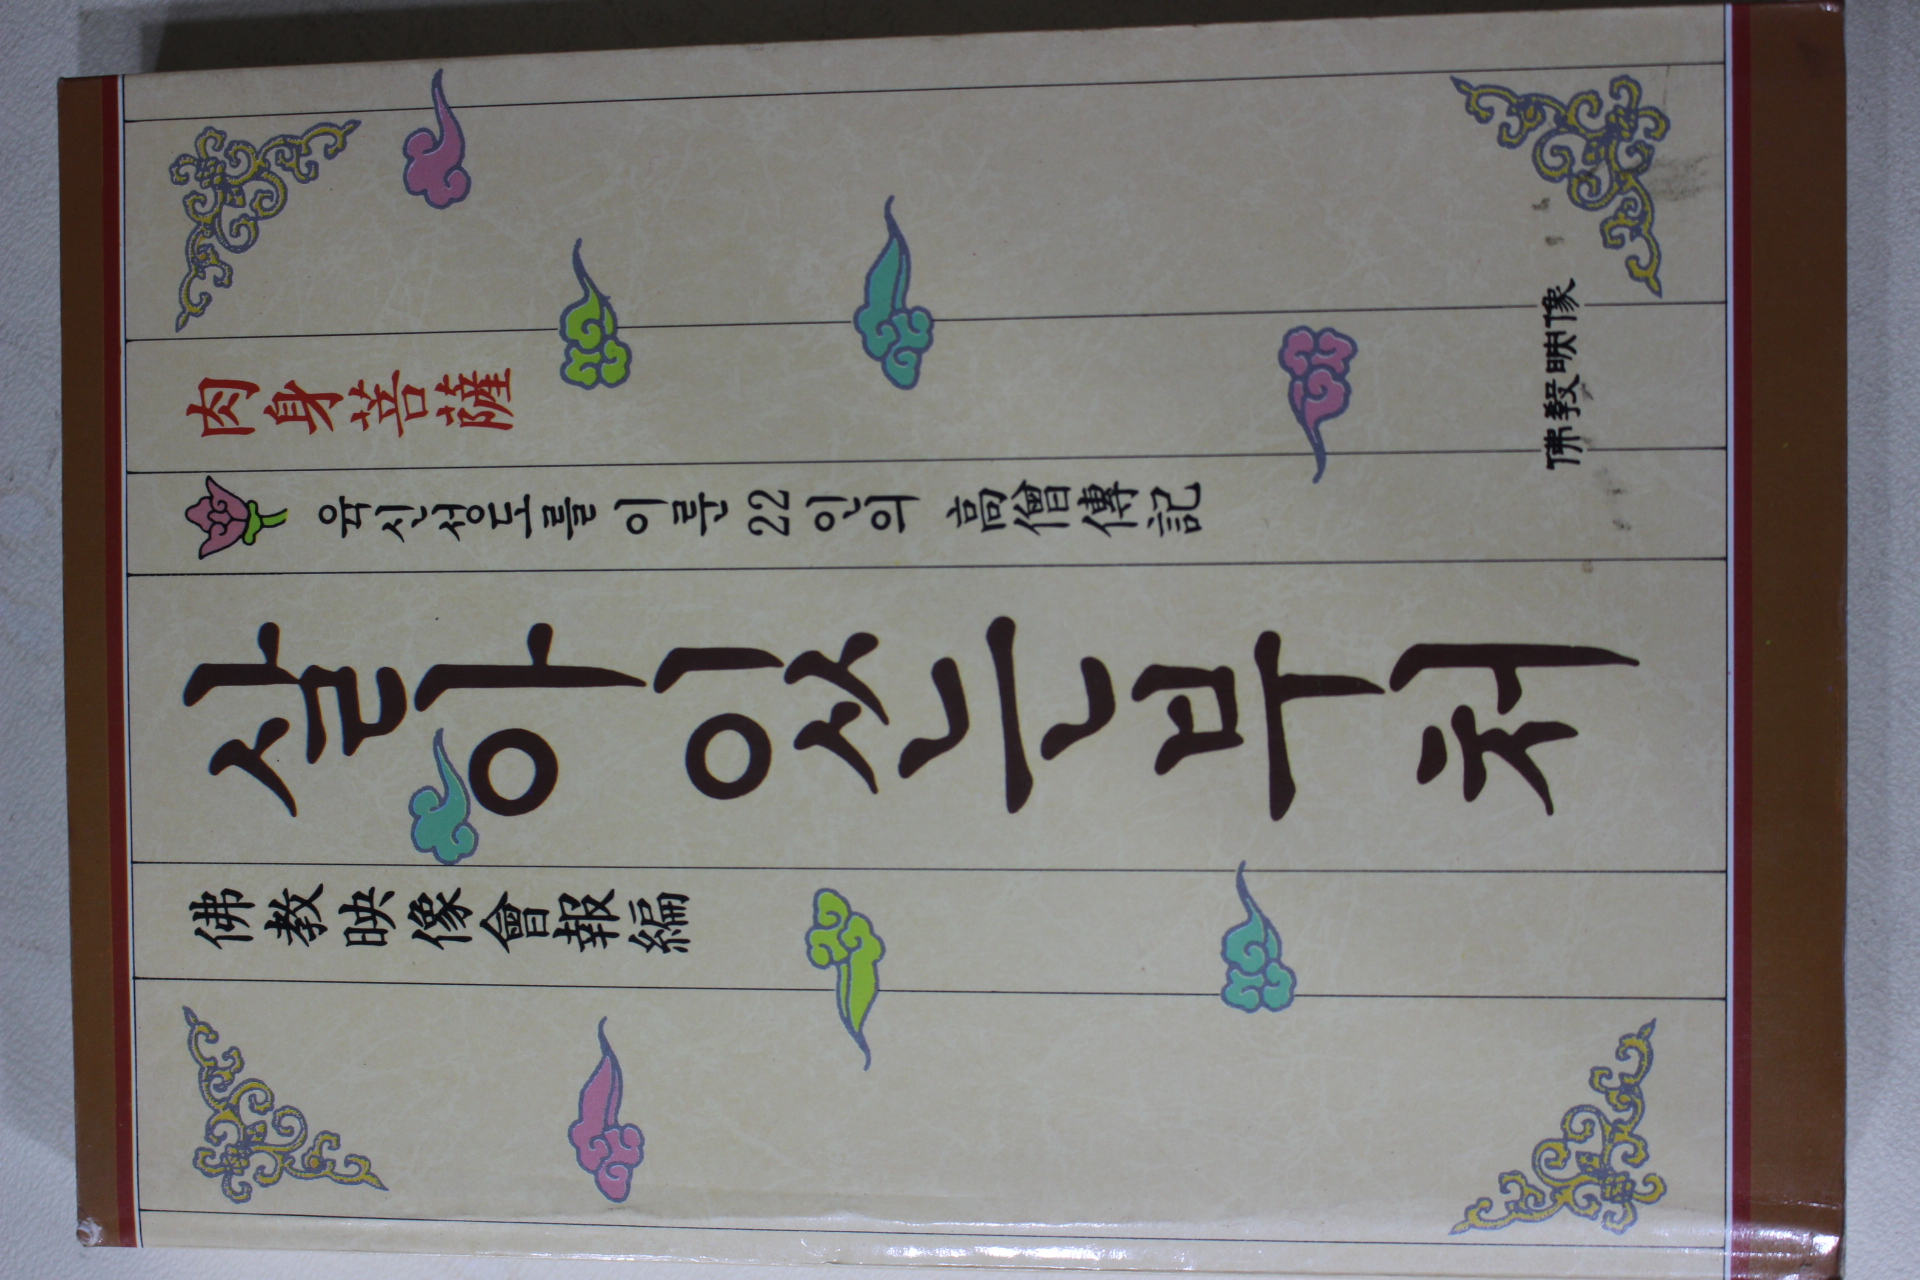 肉身菩薩
육신성도를 이룬 22인의 高僧傳記
살아있는부처
佛教映像會報編
佛敎映像